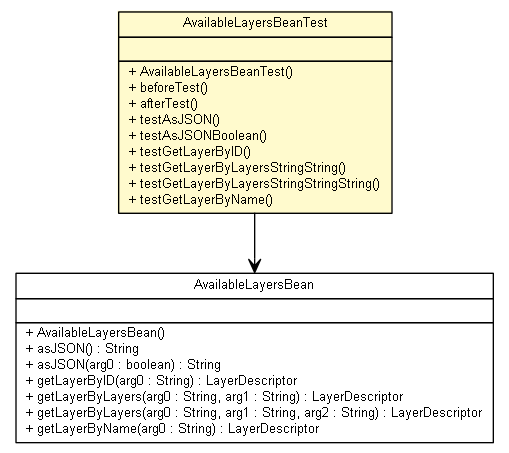 AvailableLayersBeanTest
+ AvailableLayersBeanTest()
+ beforeTest()
+ afterTest()
+ testAsJSON()
+ testAsJSONBoolean()
+ testGetLayerByID()
+ testGetLayerByLayersStringString()
+ testGetLayerByLayersStringStringString()
+ testGetLayerByName()
AvailableLayersBean
+ AvailableLayersBean()
+ asJSON() : String
+ asJSON(arg0 : boolean) : String
+ getLayerByID(arg0 : String) : LayerDescriptor
+ getLayerByLayers(arg0 : String, arg1 : String) : LayerDescriptor
+ getLayerByLayers(arg0 : String, arg1 : String, arg2 : String) : LayerDescriptor
+ getLayerByName(arg0 : String) : LayerDescriptor